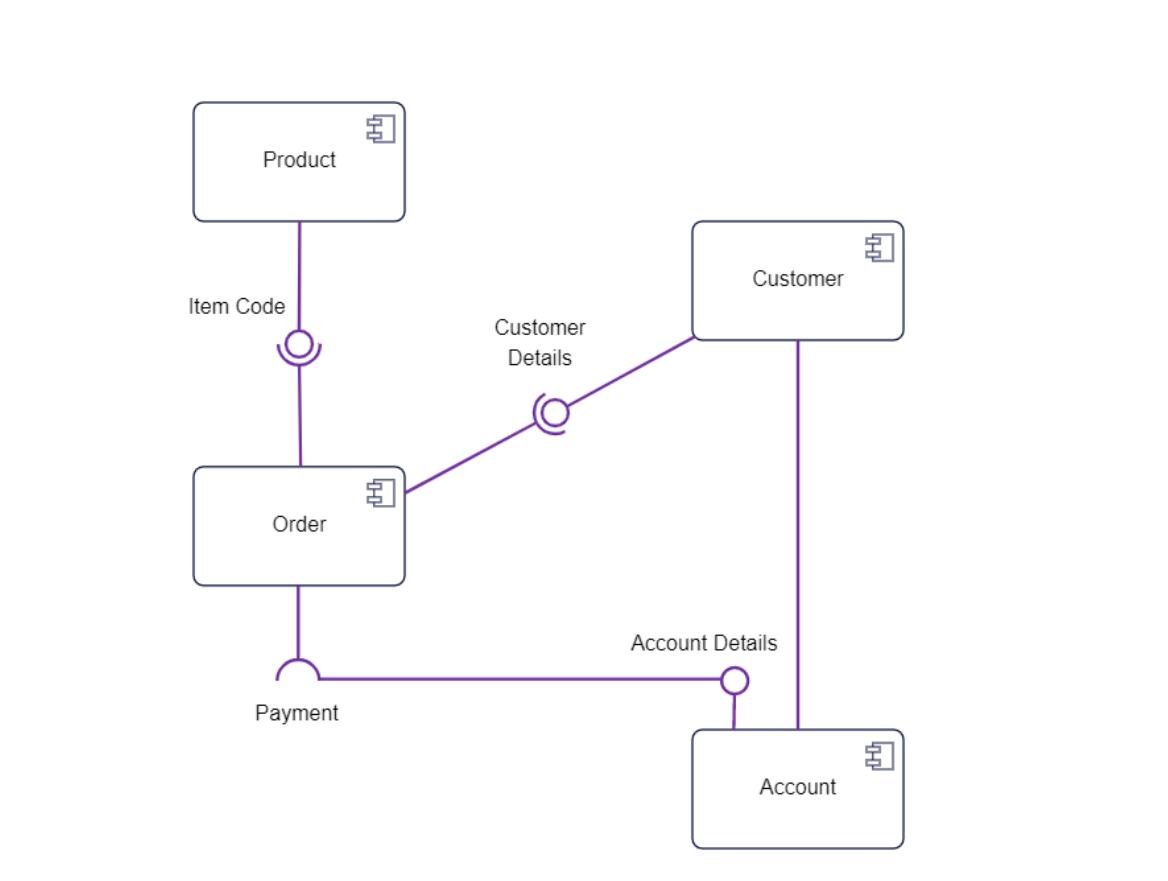 Product
Customer
Item Code
Customer
Details
Order
Account Details
Payment
Account